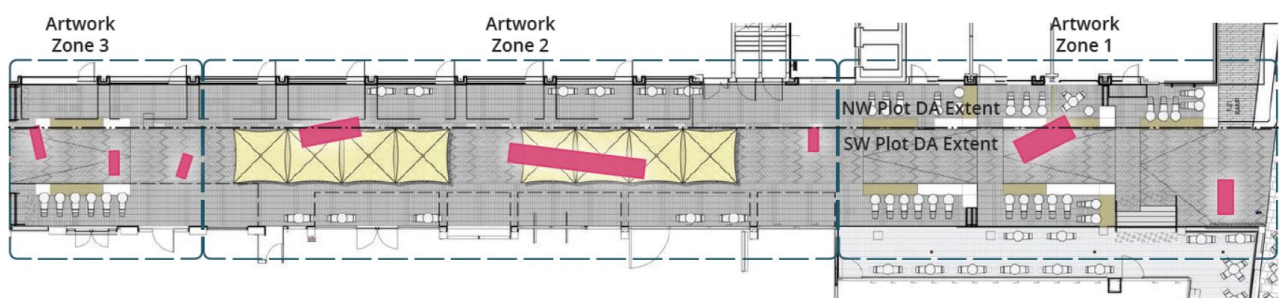 Artwork
Zone 3
Artwork
Zone 2
Artwork
Zone 1
NW Plot DA Extent
SW Plot DA Extent